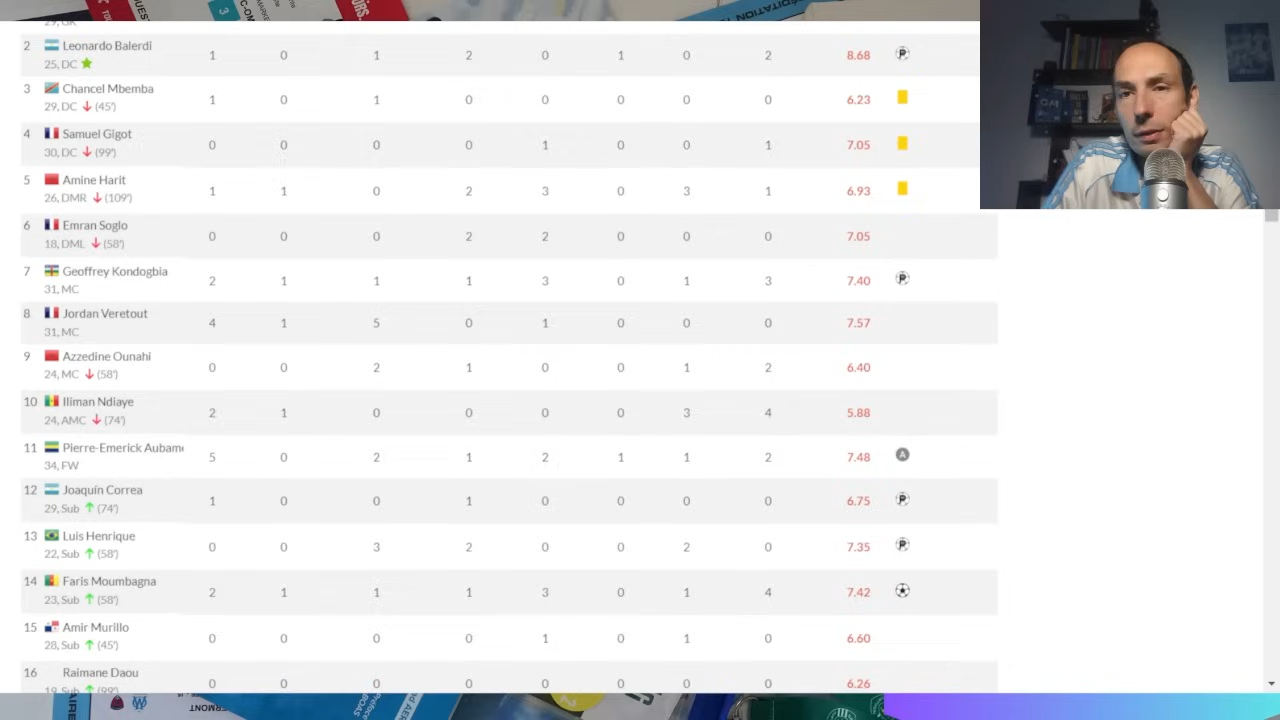 29, GK
2 Leonardo Balerdi 1 0 1 2 0 1 0 2 8.68 P
25, DC
3 Chancel Mbemba 1 0 1 0 0 0 0 0 6.23
29, DC (45')
4 Samuel Gigot 0 0 0 0 1 0 0 1 7.05
30, DC (99')
5 Amine Harit 1 1 0 2 3 0 3 1 6.93
26, DMR (109')
6 Emran Soglo 0 0 0 2 2 0 0 0 7.05
18, DML (58')
7 Geoffrey Kondogbia 2 1 1 1 3 0 1 3 7.40 P
31, MC
8 Jordan Veretout 4 1 5 0 1 0 0 0 7.57
31, MC
9 Azzedine Ounahi 0 0 2 1 0 0 1 2 6.40
24, MC (58')
10 Iliman Ndiaye 2 1 0 0 0 0 3 4 5.88
24, AMC (74')
11 Pierre-Emerick Aubam 5 0 2 1 2 1 1 2 7.48 A
34, FW
12 Joaquín Correa 1 0 0 1 0 0 0 0 6.75 P
29, Sub (74')
13 Luis Henrique 0 0 3 2 0 0 2 0 7.35 P
22, Sub (58')
14 Faris Moumbagna 2 1 1 1 3 0 1 4 7.42
23, Sub (58')
15 Amir Murillo 0 0 0 0 1 0 1 0 6.60
28, Sub (45')
16 Raimane Daou 0 0 0 0 0 0 0 0 6.26
19, Sub (99')